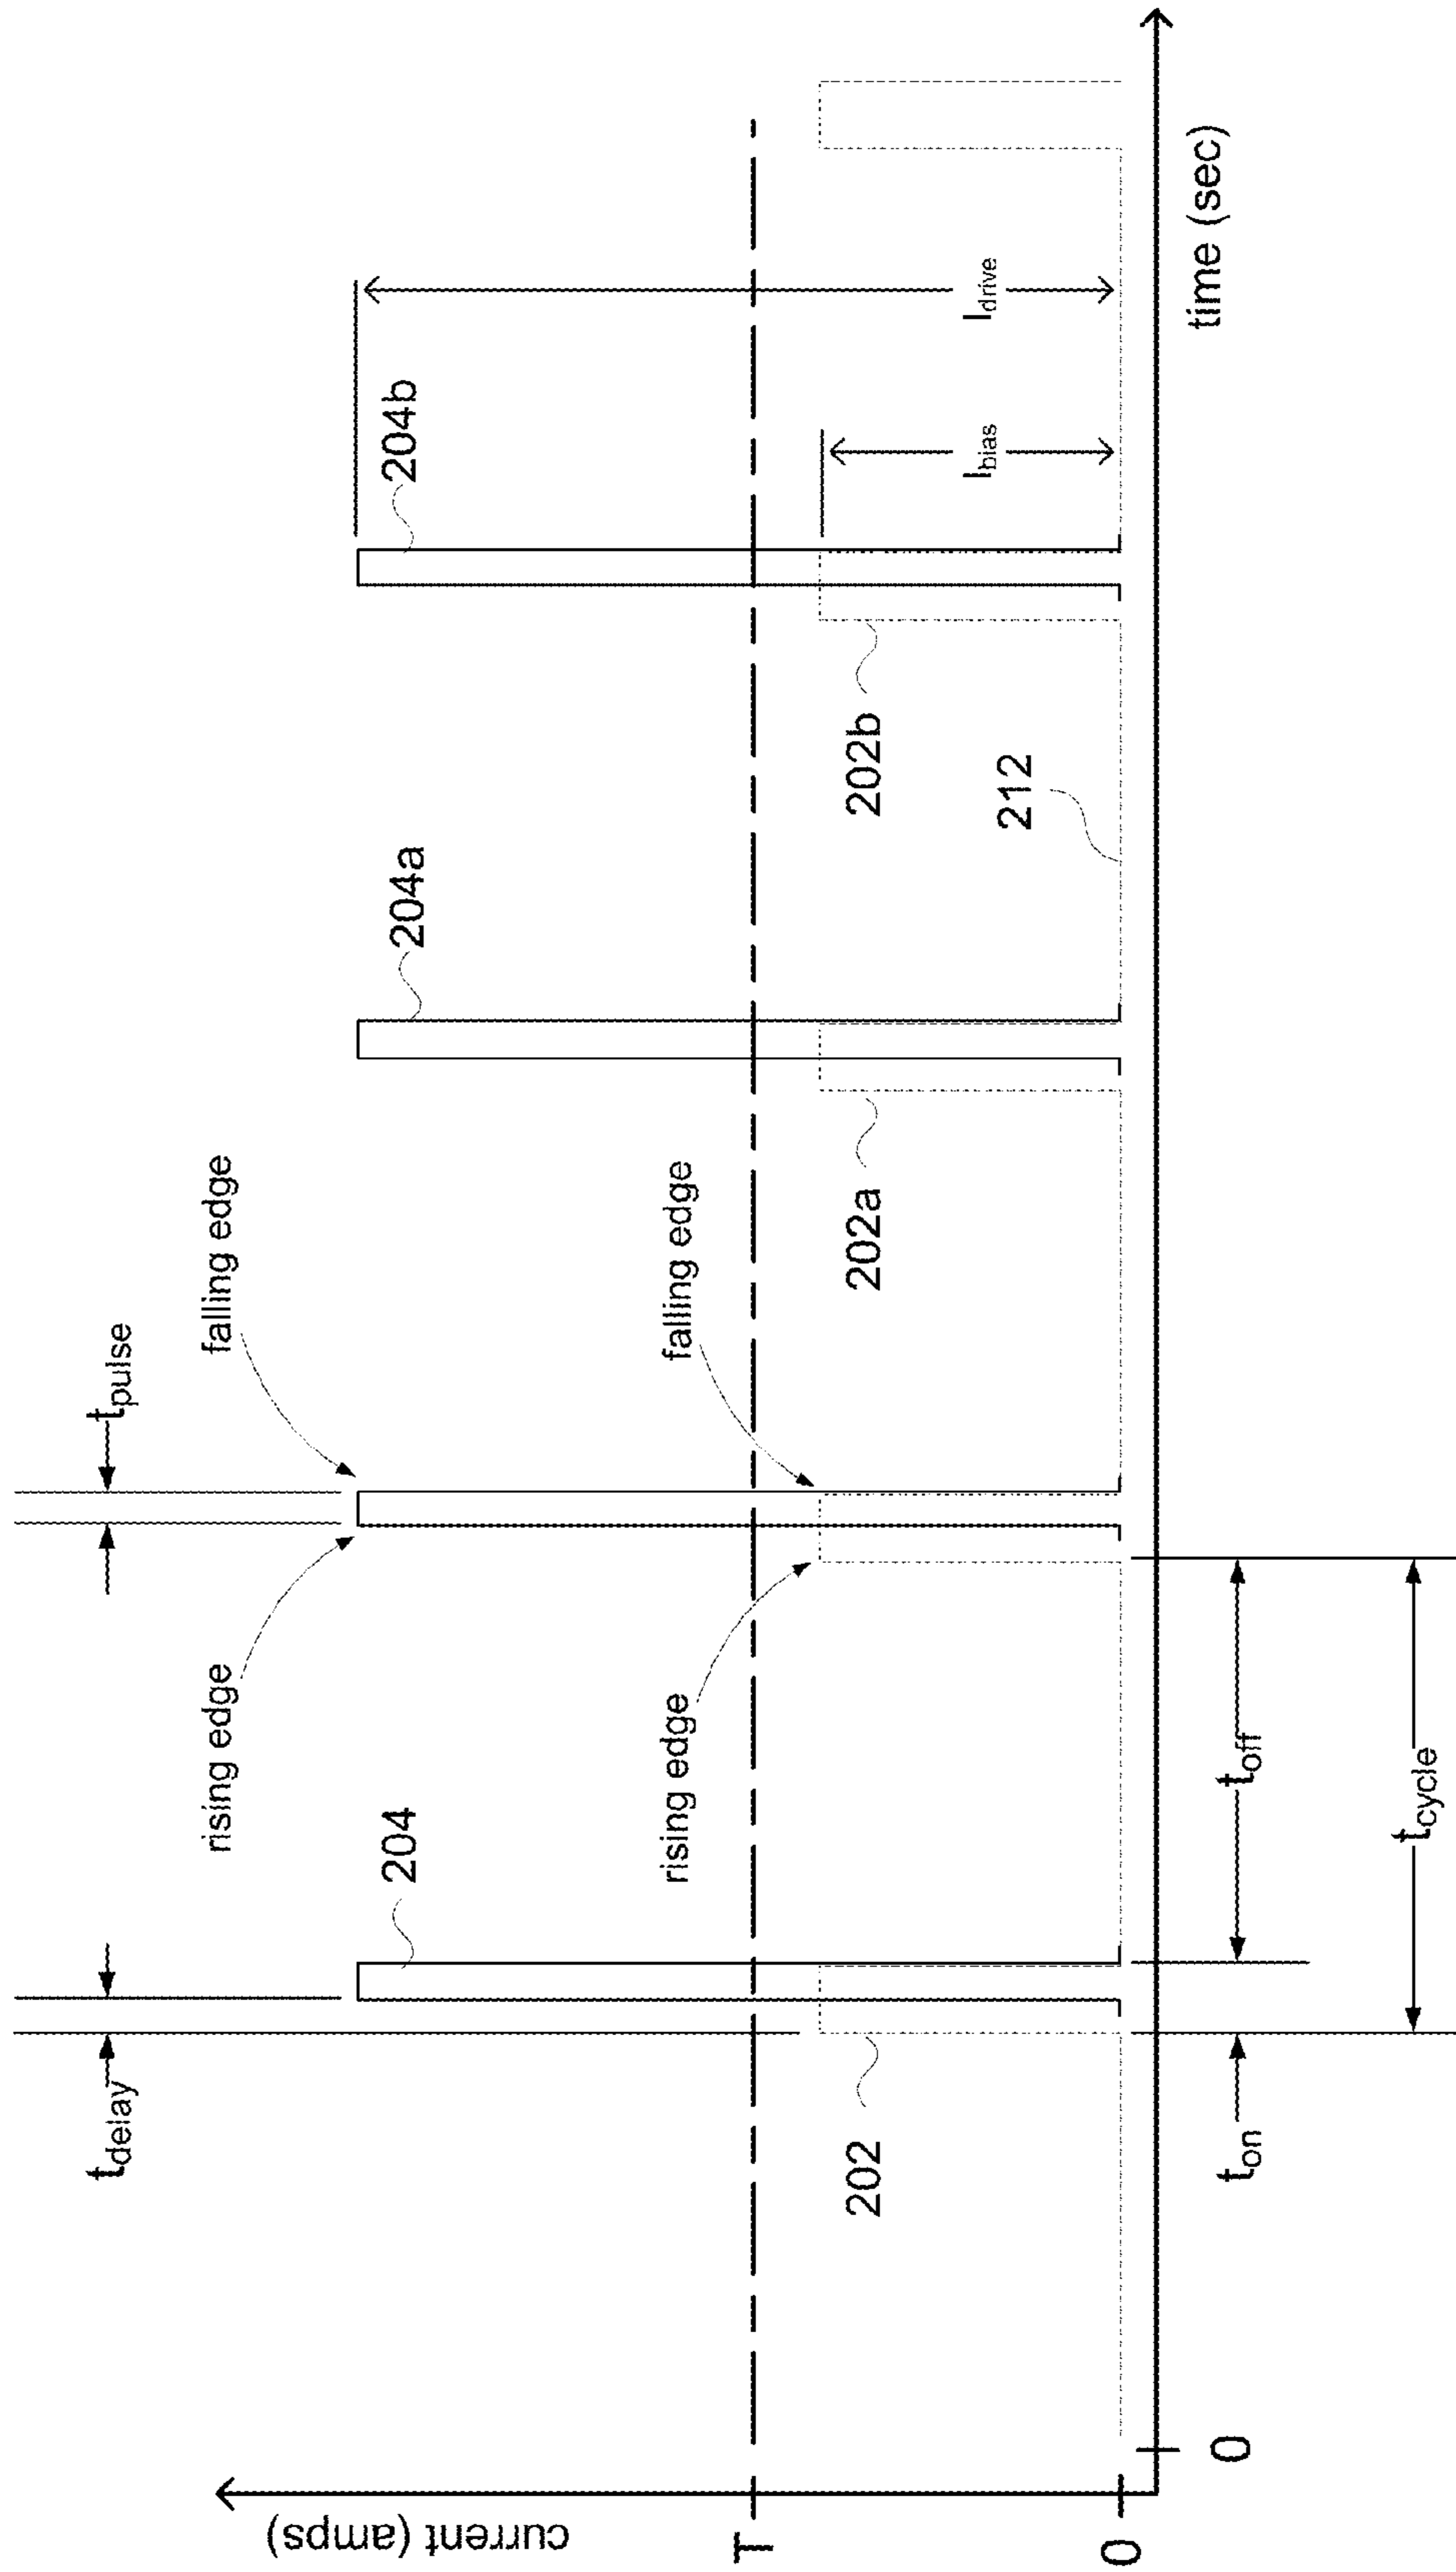 t_delay
t_pulse
rising edge
falling edge
204
204a
204b
current (amps)
T
rising edge
falling edge
202
202a
202b
212
I_bias
I_drive
0
0
time (sec)
t_on
t_off
t_cycle